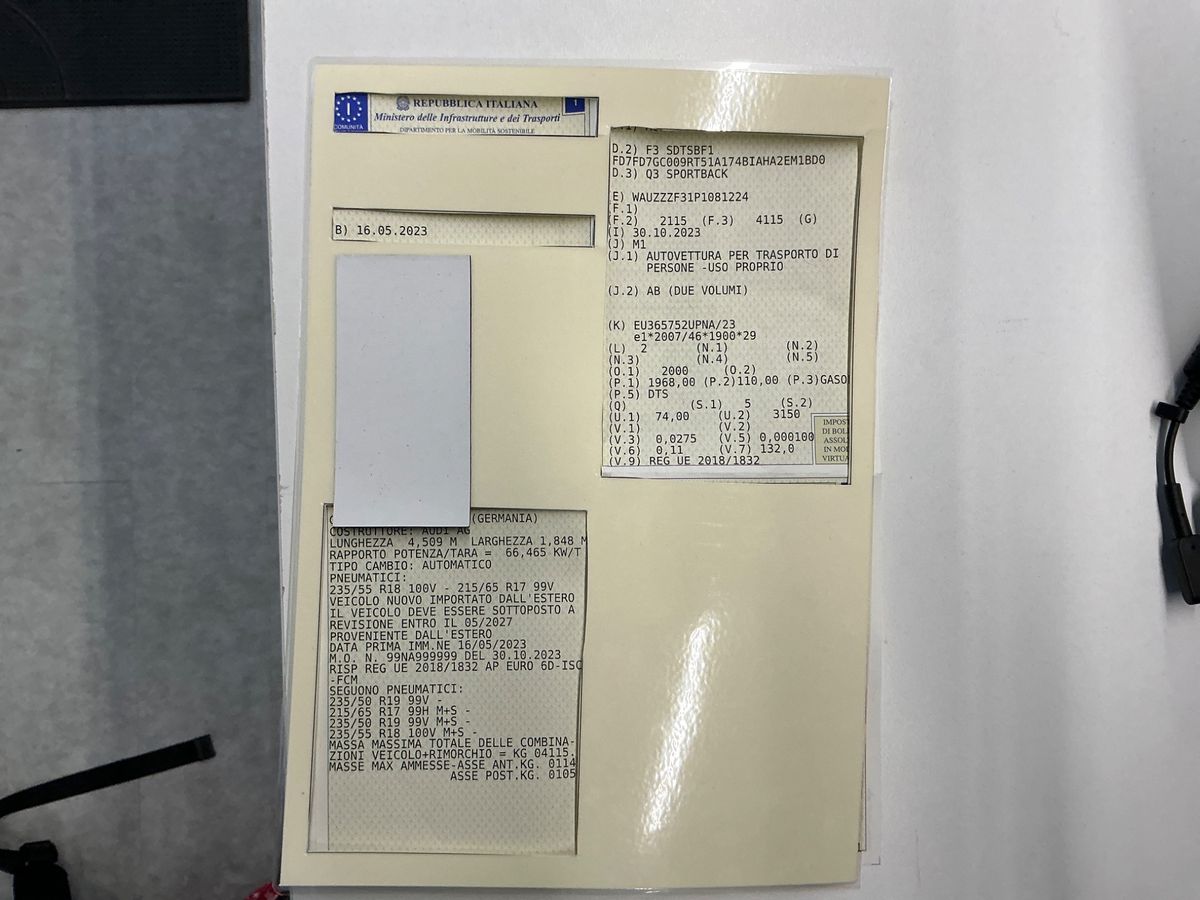 I
COMUNITÀ
REPUBBLICA ITALIANA
Ministero delle Infrastrutture e dei Trasporti
DIPARTIMENTO PER LA MOBILITÀ SOSTENIBILE
1
B) 16.05.2023
(GERMANIA)
COSTRUTTORE: AUDI AG
LUNGHEZZA 4,509 M LARGHEZZA 1,848 M
RAPPORTO POTENZA/TARA = 66,465 KW/T
TIPO CAMBIO: AUTOMATICO
PNEUMATICI:
235/55 R18 100V - 215/65 R17 99V
VEICOLO NUOVO IMPORTATO DALL'ESTERO
IL VEICOLO DEVE ESSERE SOTTOPOSTO A
REVISIONE ENTRO IL 05/2027
PROVENIENTE DALL'ESTERO
DATA PRIMA IMM.NE 16/05/2023
M.O. N. 99NA999999 DEL 30.10.2023
RISP REG UE 2018/1832 AP EURO 6D-ISC
-FCM
SEGUONO PNEUMATICI:
235/50 R19 99V -
215/65 R17 99H M+S -
235/50 R19 99V M+S -
235/55 R18 100V M+S -
MASSA MASSIMA TOTALE DELLE COMBINA-
ZIONI VEICOLO+RIMORCHIO = KG 04115.
MASSE MAX AMMESSE-ASSE ANT.KG. 0114
ASSE POST.KG. 0105
D.2) F3 SDTSBF1
FD7FD7GC009RT51A174BIAHA2EM1BD0
D.3) Q3 SPORTBACK
E) WAUZZZF31P1081224
(F.1)
(F.2) 2115 (F.3) 4115 (G)
(I) 30.10.2023
(J) M1
(J.1) AUTOVETTURA PER TRASPORTO DI
PERSONE -USO PROPRIO
(J.2) AB (DUE VOLUMI)
(K) EU365752UPNA/23
e1*2007/46*1900*29
(L) 2 (N.1) (N.2)
(N.3) (N.4) (N.5)
(O.1) 2000 (O.2)
(P.1) 1968,00 (P.2)110,00 (P.3)GASO
(P.5) DTS
(Q) (S.1) 5 (S.2)
(U.1) 74,00 (U.2) 3150
(V.1) (V.2)
(V.3) 0,0275 (V.5) 0,000100
(V.6) 0,11 (V.7) 132,0
(V.9) REG UE 2018/1832
IMPOST
DI BOL
ASSOL
IN MOD
VIRTUA